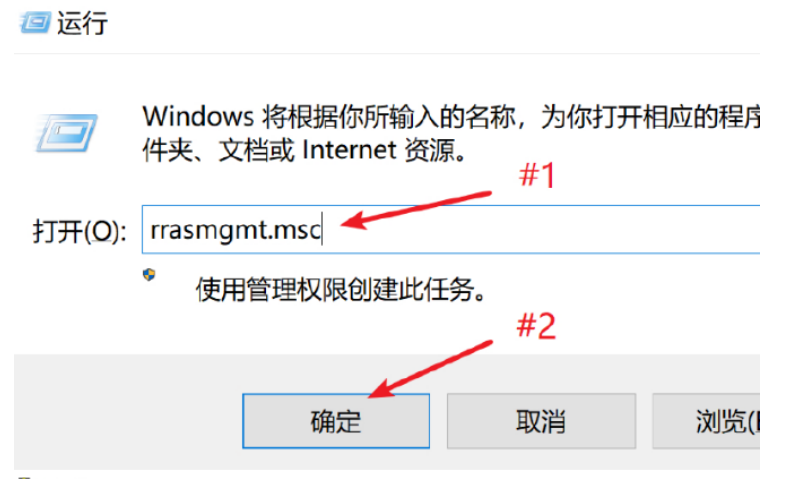 运行
Windows 将根据你所输入的名称，为你打开相应的程序
件夹、文档或 Internet 资源。
#1
打开(O): rrasmgmt.msc
使用管理权限创建此任务。
#2
确定 取消 浏览(